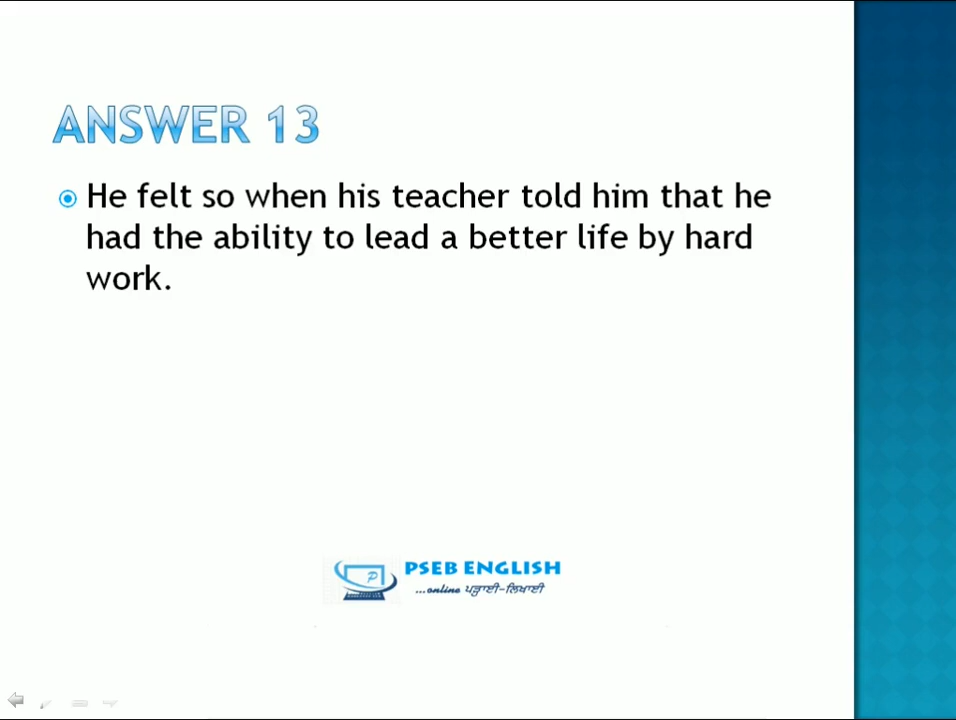 ANSWER 13
He felt so when his teacher told him that he
had the ability to lead a better life by hard
work.
P
PSEB ENGLISH
...online ਪੜ੍ਹਾਈ-ਲਿਖਾਈ